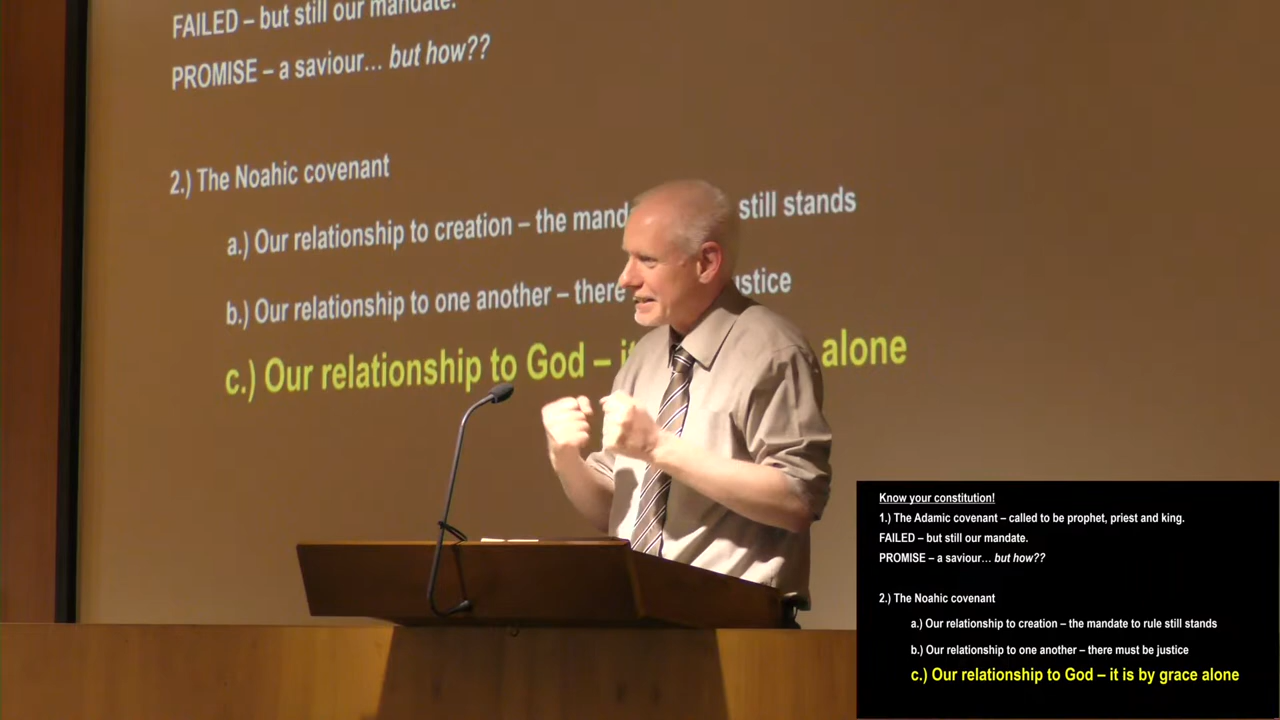 FAILED – but still our mandate.
PROMISE – a saviour… but how??
2.) The Noahic covenant
a.) Our relationship to creation – the mand still stands
b.) Our relationship to one another – there ustice
c.) Our relationship to God – it alone
Know your constitution!
1.) The Adamic covenant – called to be prophet, priest and king.
FAILED – but still our mandate.
PROMISE – a saviour… but how??
2.) The Noahic covenant
a.) Our relationship to creation – the mandate to rule still stands
b.) Our relationship to one another – there must be justice
c.) Our relationship to God – it is by grace alone